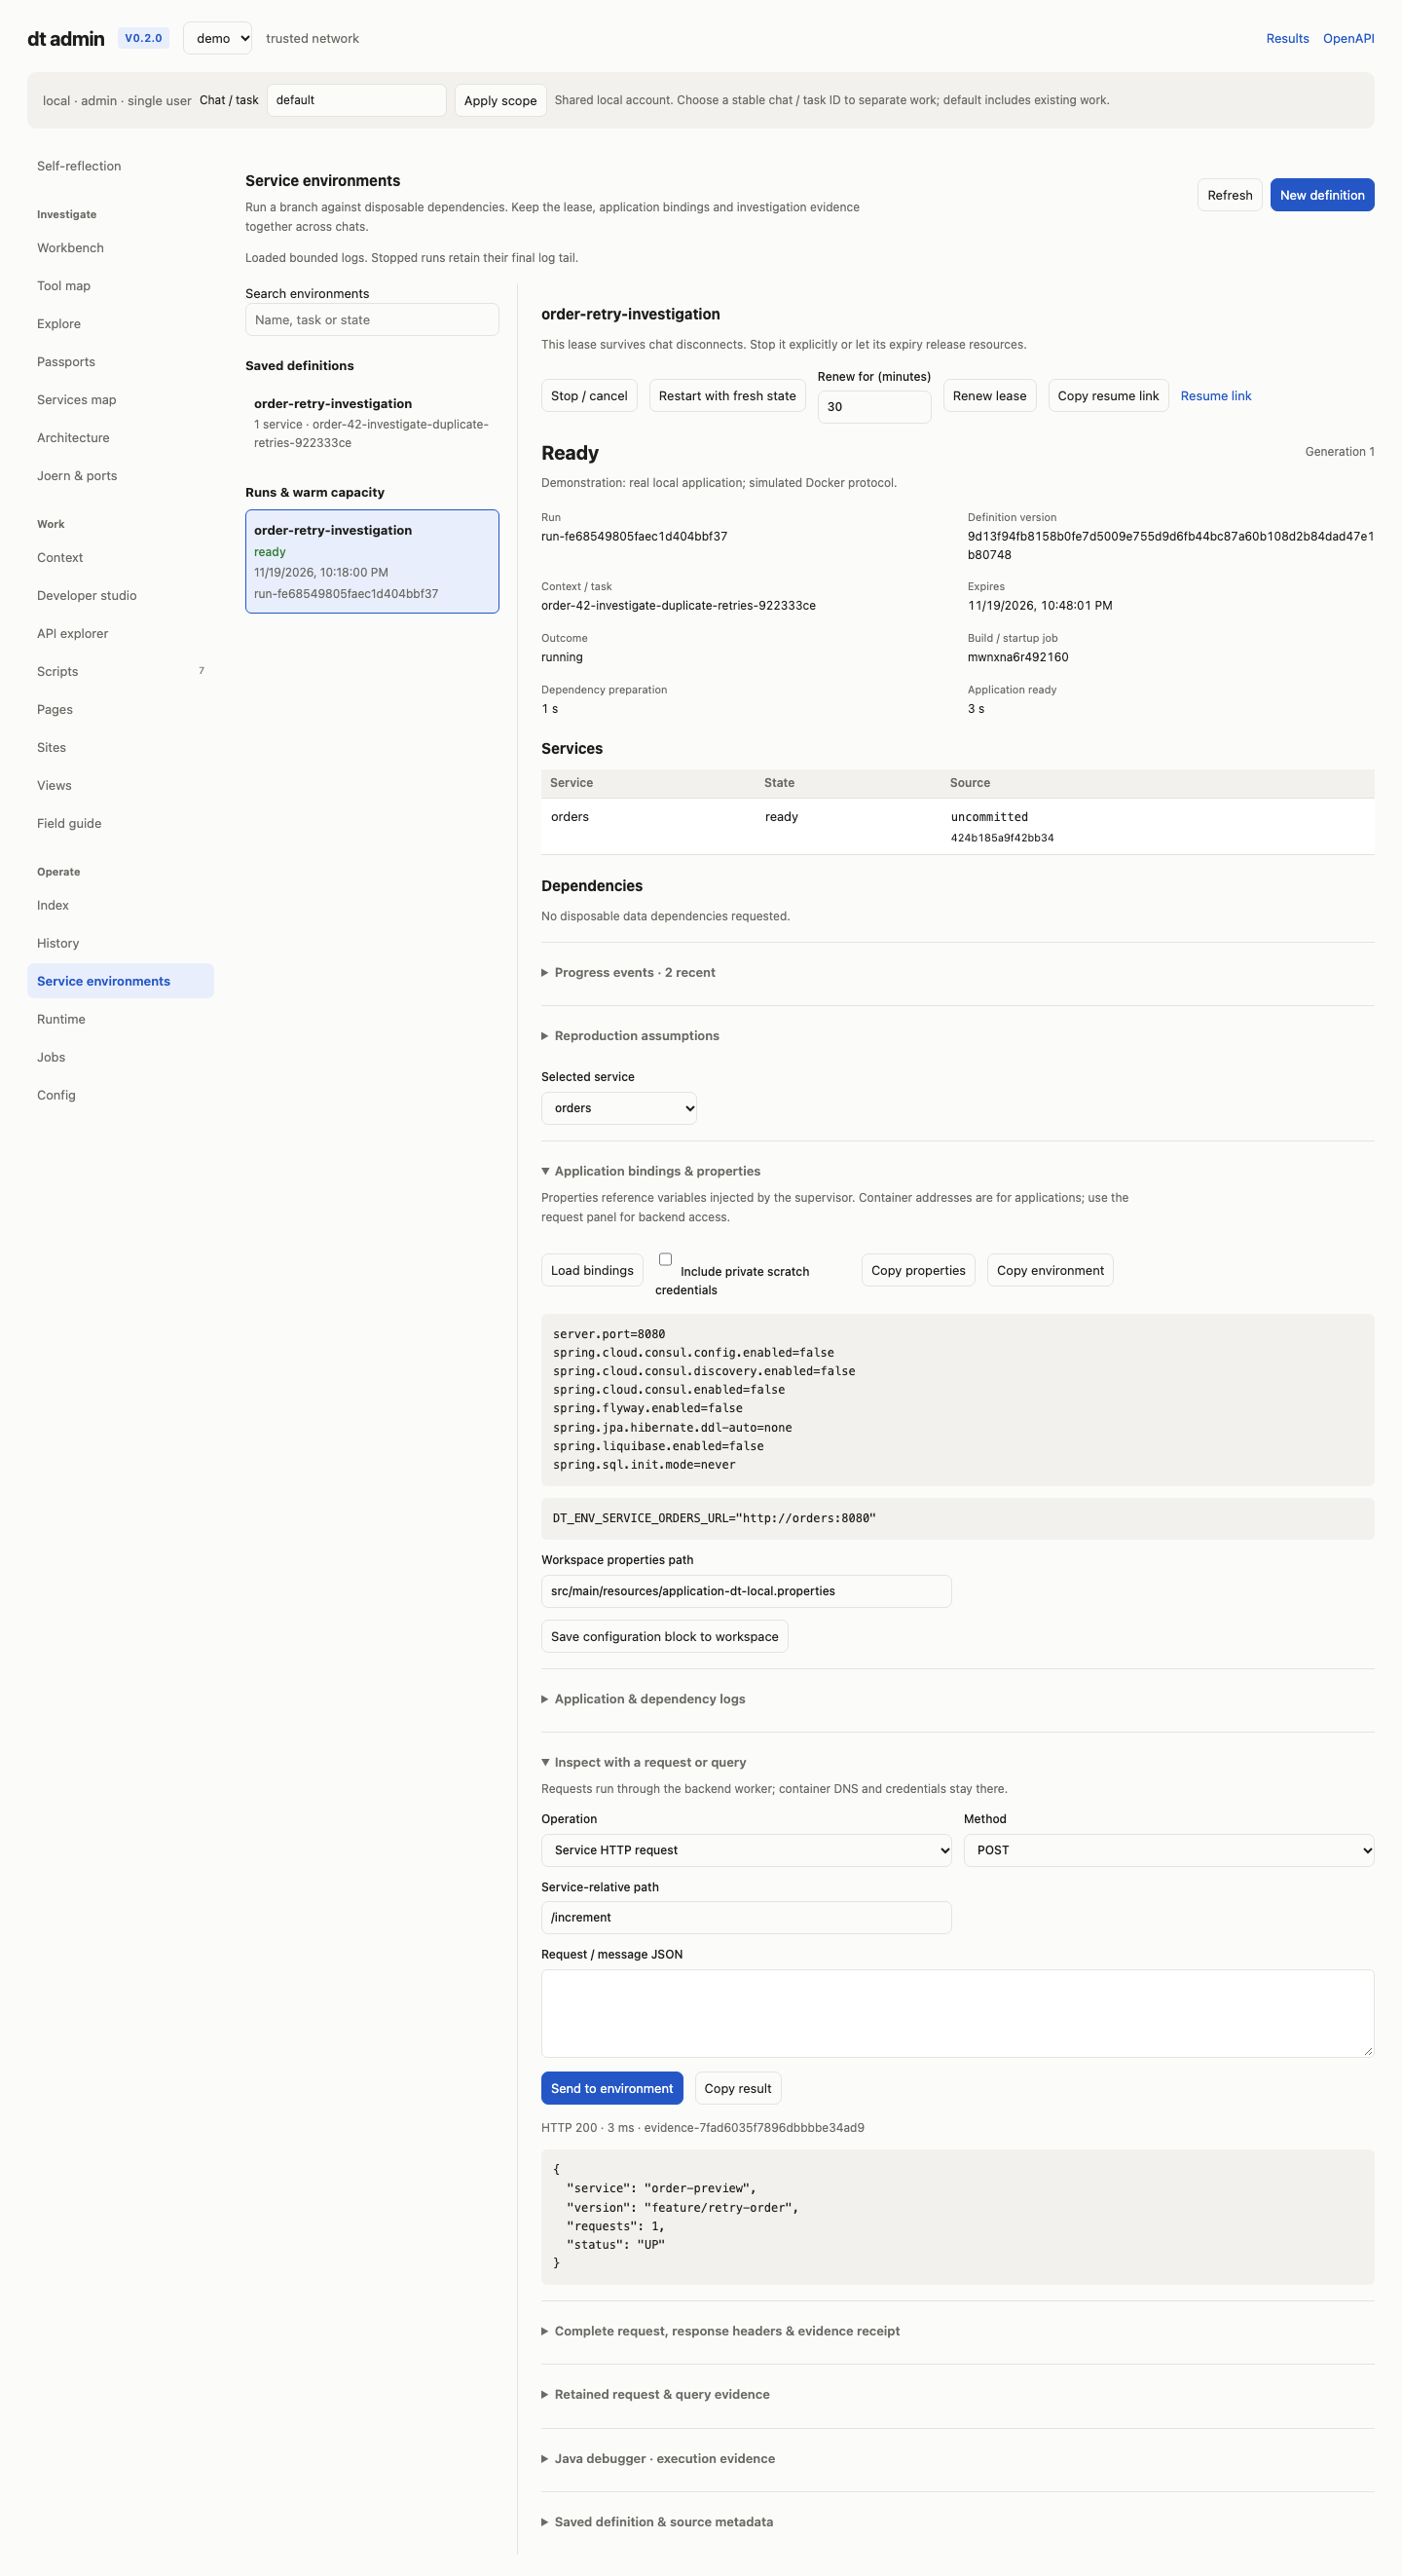 dt admin V0.2.0 demo trusted network Results OpenAPI
local · admin · single user Chat / task default Apply scope Shared local account. Choose a stable chat / task ID to separate work; default includes existing work.
Self-reflection
Investigate
Workbench
Tool map
Explore
Passports
Services map
Architecture
Joern & ports
Work
Context
Developer studio
API explorer
Scripts 7
Pages
Sites
Views
Field guide
Operate
Index
History
Service environments
Runtime
Jobs
Config
Service environments
Run a branch against disposable dependencies. Keep the lease, application bindings and investigation evidence
together across chats.
Refresh New definition
Loaded bounded logs. Stopped runs retain their final log tail.
Search environments
Name, task or state
Saved definitions
order-retry-investigation
1 service · order-42-investigate-duplicate-
retries-922333ce
Runs & warm capacity
order-retry-investigation
ready
11/19/2026, 10:18:00 PM
run-fe68549805faec1d404bbf37
order-retry-investigation
This lease survives chat disconnects. Stop it explicitly or let its expiry release resources.
Renew for (minutes)
Stop / cancel Restart with fresh state 30 Renew lease Copy resume link Resume link
Ready Generation 1
Demonstration: real local application; simulated Docker protocol.
Run
run-fe68549805faec1d404bbf37
Definition version
9d13f94fb8158b0fe7d5009e755d9d6fb44bc87a60b108d2b84dad47e1
b80748
Context / task
order-42-investigate-duplicate-retries-922333ce
Expires
11/19/2026, 10:48:01 PM
Outcome
running
Build / startup job
mwnxna6r492160
Dependency preparation
1 s
Application ready
3 s
Services
Service State Source
orders ready uncommitted
424b185a9f42bb34
Dependencies
No disposable data dependencies requested.
Progress events · 2 recent
Reproduction assumptions
Selected service
orders
Application bindings & properties
Properties reference variables injected by the supervisor. Container addresses are for applications; use the
request panel for backend access.
Load bindings Include private scratch
credentials
Copy properties Copy environment
server.port=8080
spring.cloud.consul.config.enabled=false
spring.cloud.consul.discovery.enabled=false
spring.cloud.consul.enabled=false
spring.flyway.enabled=false
spring.jpa.hibernate.ddl-auto=none
spring.liquibase.enabled=false
spring.sql.init.mode=never
DT_ENV_SERVICE_ORDERS_URL="http://orders:8080"
Workspace properties path
src/main/resources/application-dt-local.properties
Save configuration block to workspace
Application & dependency logs
Inspect with a request or query
Requests run through the backend worker; container DNS and credentials stay there.
Operation
Service HTTP request
Method
POST
Service-relative path
/increment
Request / message JSON
Send to environment Copy result
HTTP 200 · 3 ms · evidence-7fad6035f7896dbbbbe34ad9
{
"service": "order-preview",
"version": "feature/retry-order",
"requests": 1,
"status": "UP"
}
Complete request, response headers & evidence receipt
Retained request & query evidence
Java debugger · execution evidence
Saved definition & source metadata